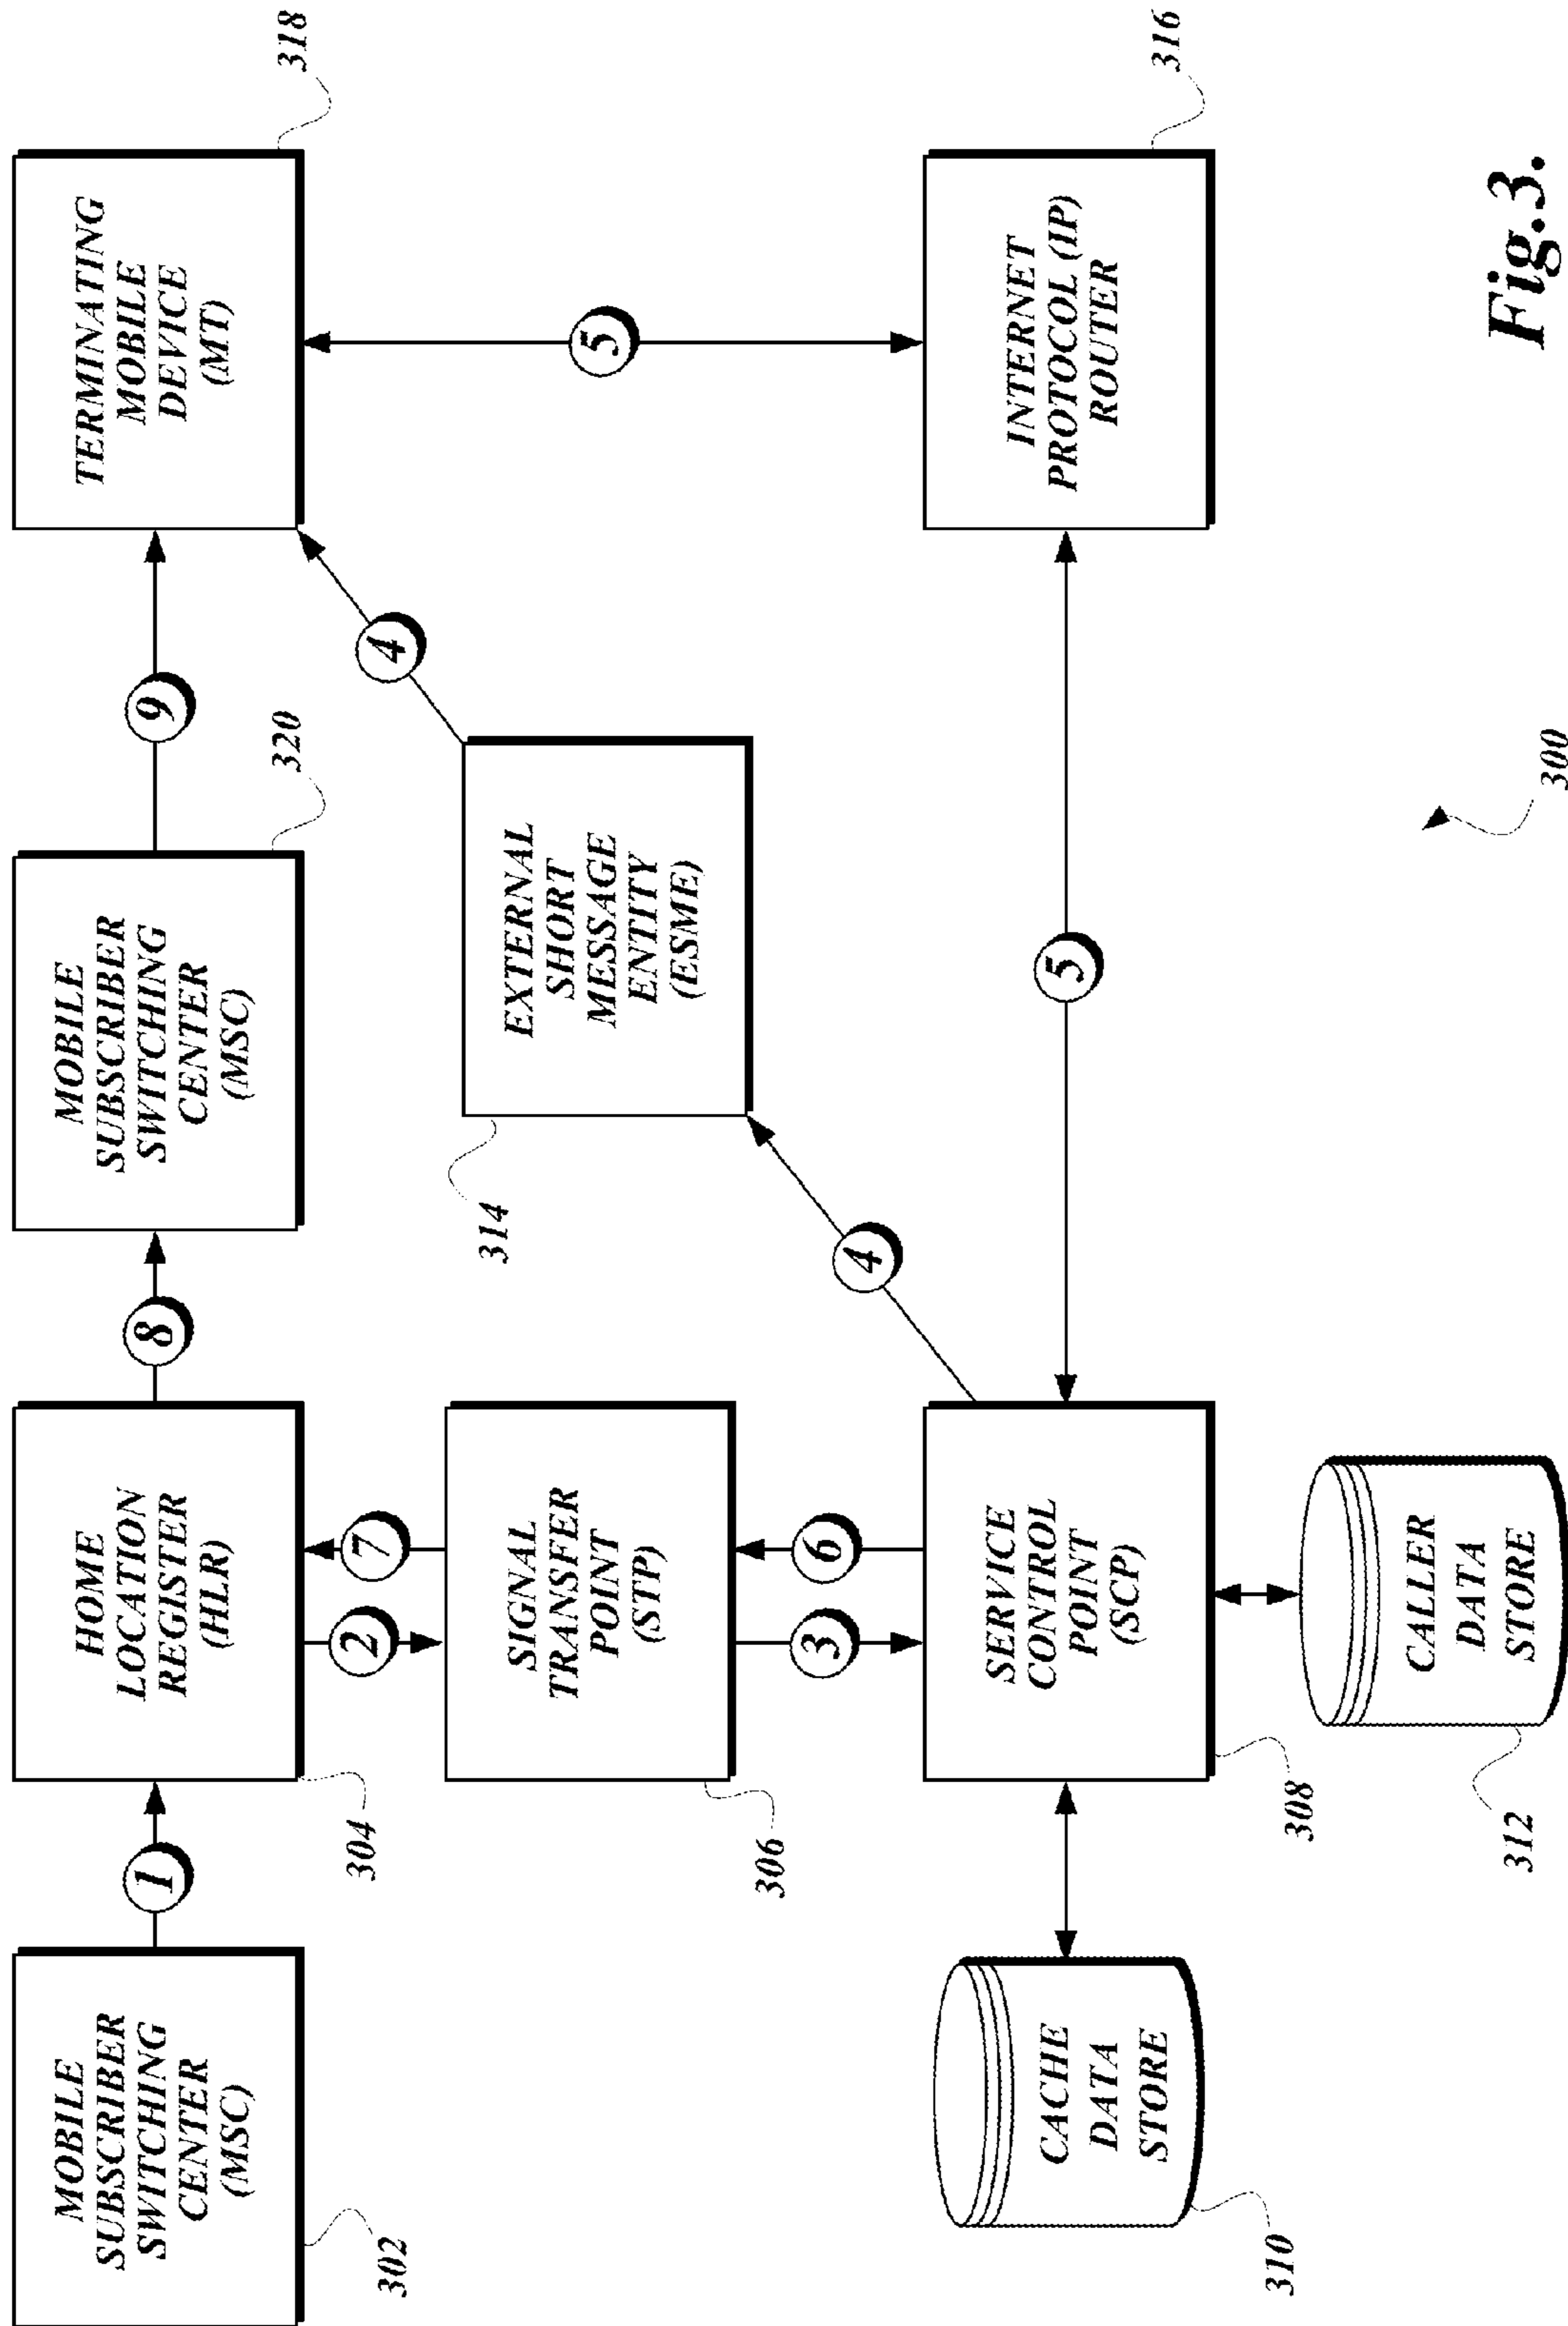 MOBILE
SUBSCRIBER
SWITCHING
CENTER
(MSC)
302
1
HOME
LOCATION
REGISTER
(HLR)
304
8
MOBILE
SUBSCRIBER
SWITCHING
CENTER
(MSC)
320
9
TERMINATING
MOBILE
DEVICE
(MT)
318
2
7
SIGNAL
TRANSFER
POINT
(STP)
306
EXTERNAL
SHORT
MESSAGE
ENTITY
(ESME)
314
4
4
3
6
5
CACHE
DATA
STORE
310
SERVICE
CONTROL
POINT
(SCP)
308
5
INTERNET
PROTOCOL (IP)
ROUTER
316
CALLER
DATA
STORE
312
300
Fig.3.